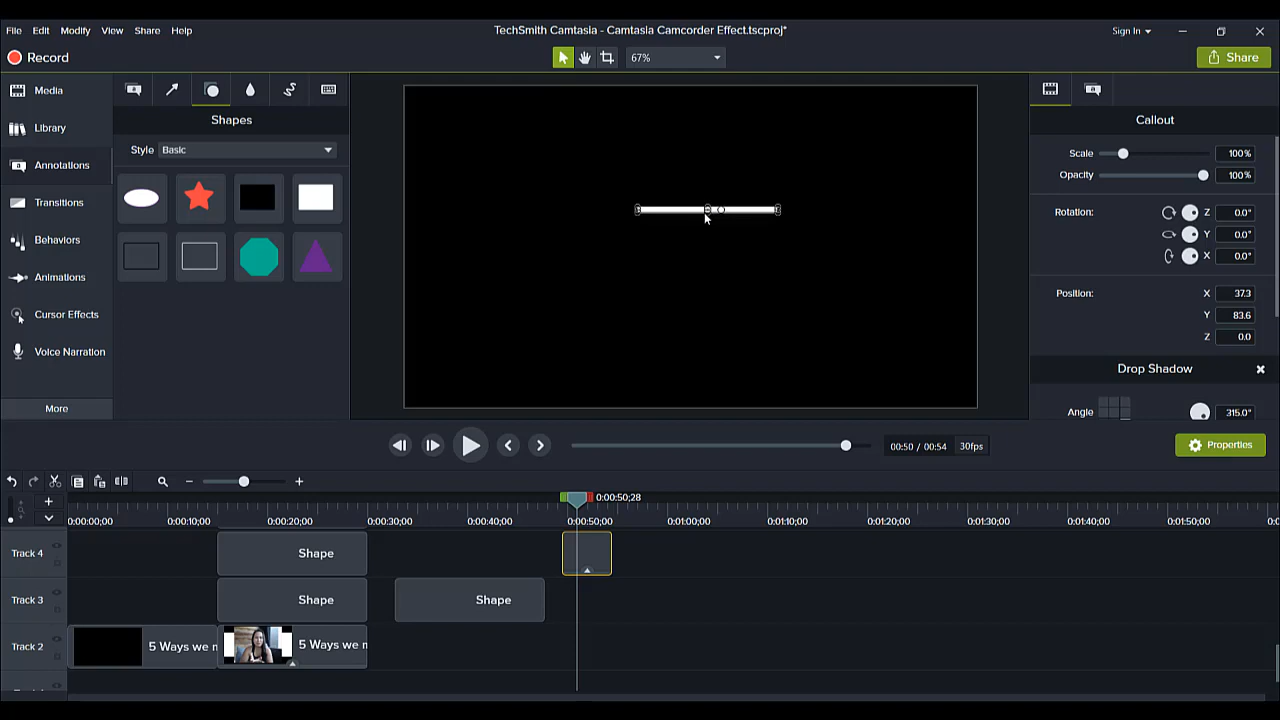 TechSmith Camtasia - Camtasia Camcorder Effect.tscproj*
File Edit Modify View Share Help
Sign In
Record
67%
Share
Media
Library
Annotations
Transitions
Behaviors
Animations
Cursor Effects
Voice Narration
More
Shapes
Style Basic
Callout
Scale 100%
Opacity 100%
Rotation: Z 0.0°
Y 0.0°
X 0.0°
Position: X 37.3
Y 83.6
Z 0.0
Drop Shadow
Angle 315.0°
00:50 / 00:54 30fps
Properties
0:00:50;28
0:00:00;00 0:00:10;00 0:00:20;00 0:00:30;00 0:00:40;00 0:00:50;00 0:01:00;00 0:01:10;00 0:01:20;00 0:01:30;00 0:01:40;00 0:01:50;00
Track 4 Shape
Track 3 Shape Shape
Track 2 5 Ways we 5 Ways we